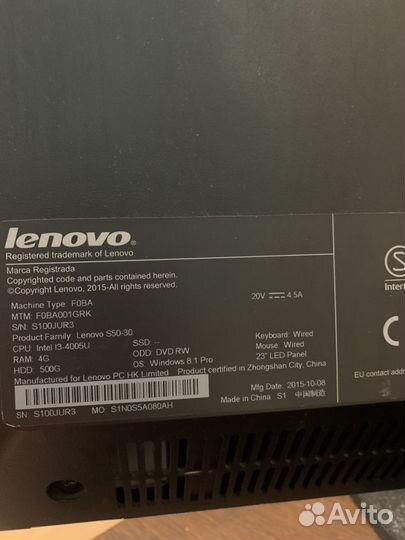 lenovo.
Registered trademark of Lenovo
Marca Registrada
Copyrighted code and parts contained herein.
©Copyright Lenovo, 2015-All rights reserved.
Machine Type: F0BA
20V 4.5A
MTM: F0BA001GRK
S/N: S100JUR3
Product Family: Lenovo S50-30
CPU: Intel I3-4005U SSD: -- Keyboard: Wired
RAM: 4G ODD: DVD RW Mouse: Wired
HDD: 500G OS: Windows 8.1 Pro 23" LED Panel
Manufactured for Lenovo PC HK Limited Product certified in Zhongshan City, China
Mfg Date: 2015-10-08
Made in China S1 中国制造
SN: S100JUR3 MO: S1N0S5A080AH
S
Intert
CE
EU contact addre
Avito